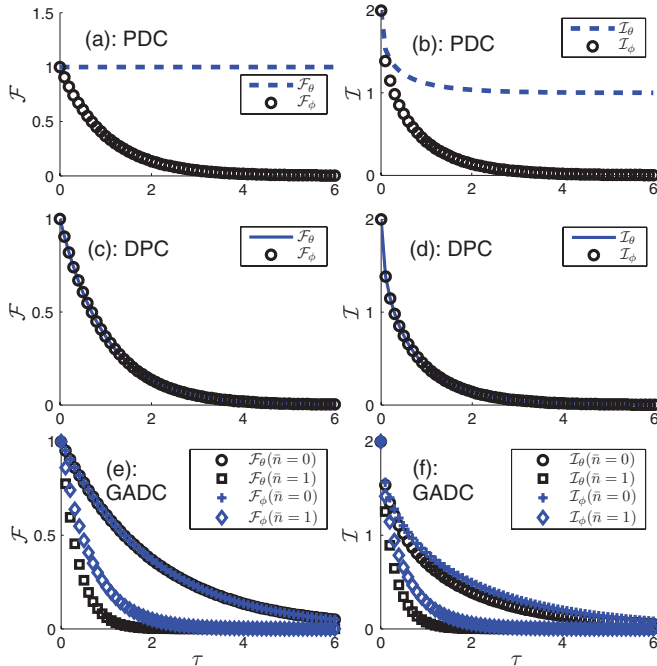 (a): PDC
ℱ_θ
ℱ_ϕ
1.5
1
0.5
0
0 2 4 6
ℱ
(b): PDC
ℐ_θ
ℐ_ϕ
2
1
0
0 2 4 6
ℐ
(c): DPC
ℱ_θ
ℱ_ϕ
1
0.5
0
0 2 4 6
ℱ
(d): DPC
ℐ_θ
ℐ_ϕ
2
1
0
0 2 4 6
ℐ
(e):
GADC
ℱ_θ(n̄ = 0)
ℱ_θ(n̄ = 1)
ℱ_ϕ(n̄ = 0)
ℱ_ϕ(n̄ = 1)
1
0.5
0
0 2 4 6
ℱ
τ
(f):
GADC
ℐ_θ(n̄ = 0)
ℐ_θ(n̄ = 1)
ℐ_ϕ(n̄ = 0)
ℐ_ϕ(n̄ = 1)
2
1
0
0 2 4 6
ℐ
τ